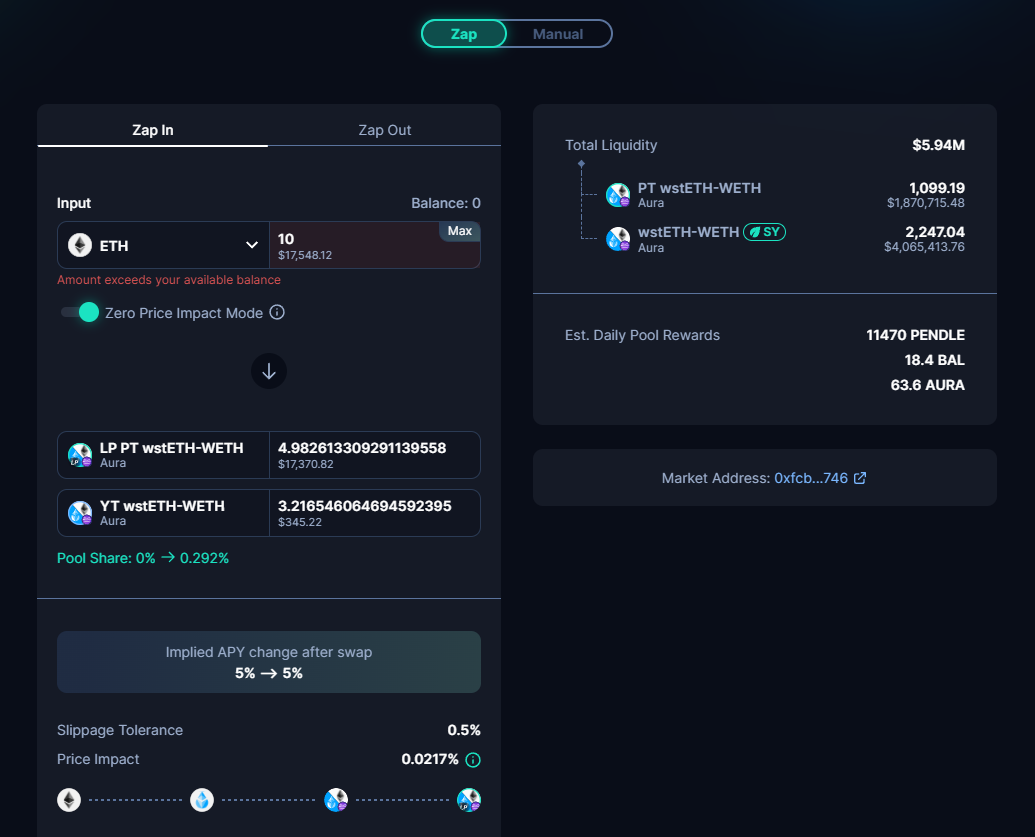 Zap
Manual
Zap In
Zap Out
Input
Balance: 0
ETH
10
Max
$17,548.12
Amount exceeds your available balance
Zero Price Impact Mode
LP PT wstETH-WETH
Aura
4.982613309291139558
$17,370.82
YT wstETH-WETH
Aura
3.216546064694592395
$345.22
Pool Share: 0% → 0.292%
Implied APY change after swap
5% → 5%
Slippage Tolerance
0.5%
Price Impact
0.0217%
Total Liquidity
$5.94M
PT wstETH-WETH
Aura
1,099.19
$1,870,715.48
wstETH-WETH SY
Aura
2,247.04
$4,065,413.76
Est. Daily Pool Rewards
11470 PENDLE
18.4 BAL
63.6 AURA
Market Address: 0xfcb...746